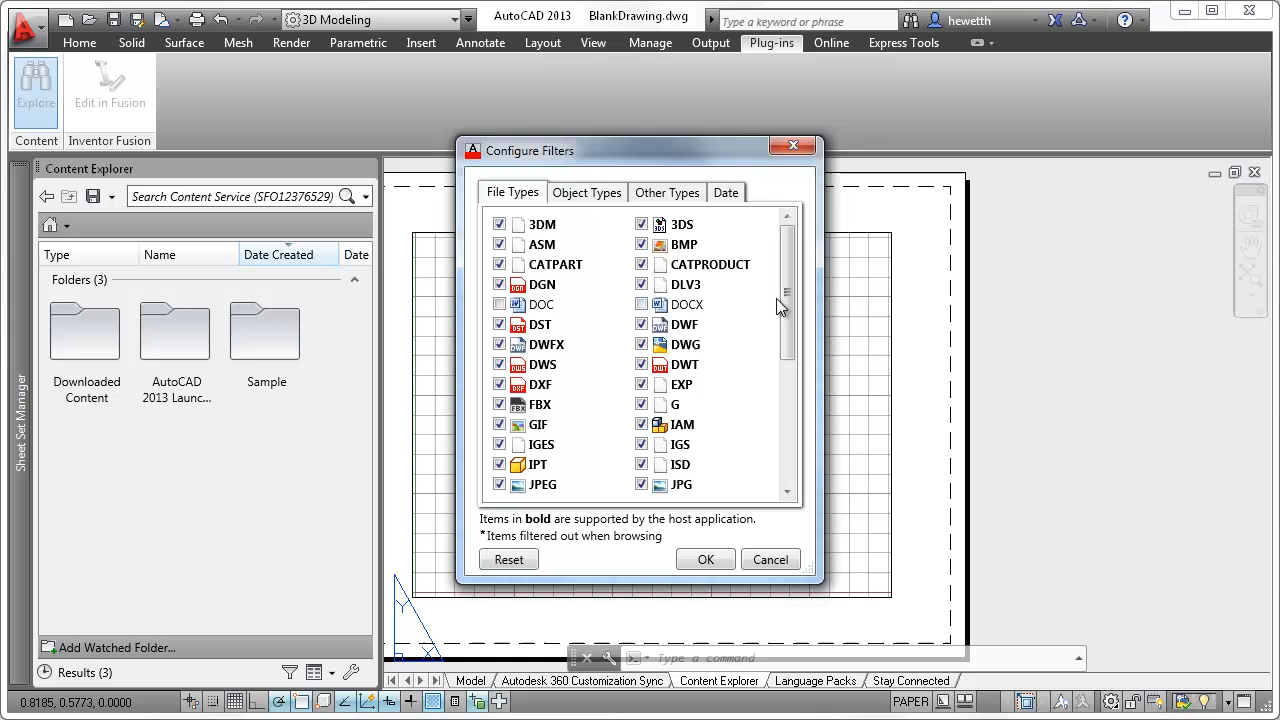 3D Modeling
AutoCAD 2013 BlankDrawing.dwg
Type a keyword or phrase
hewetth
Home Solid Surface Mesh Render Parametric Insert Annotate Layout View Manage Output Plug-ins Online Express Tools
Explore
Edit in Fusion
Content
Inventor Fusion
Sheet Set Manager
Content Explorer
Search Content Service (SFO12376529)
Type Name Date Created Date
Folders (3)
Downloaded Content
AutoCAD 2013 Launc...
Sample
Add Watched Folder...
Results (3)
Configure Filters
File Types Object Types Other Types Date
3DM 3DS
ASM BMP
CATPART CATPRODUCT
DGN DLV3
DOC DOCX
DST DWF
DWFX DWG
DWS DWT
DXF EXP
FBX G
GIF IAM
IGES IGS
IPT ISD
JPEG JPG
Items in bold are supported by the host application.
*Items filtered out when browsing
Reset OK Cancel
Y
X
Type a command
Model Autodesk 360 Customization Sync Content Explorer Language Packs Stay Connected
0.8185, 0.5773, 0.0000
PAPER